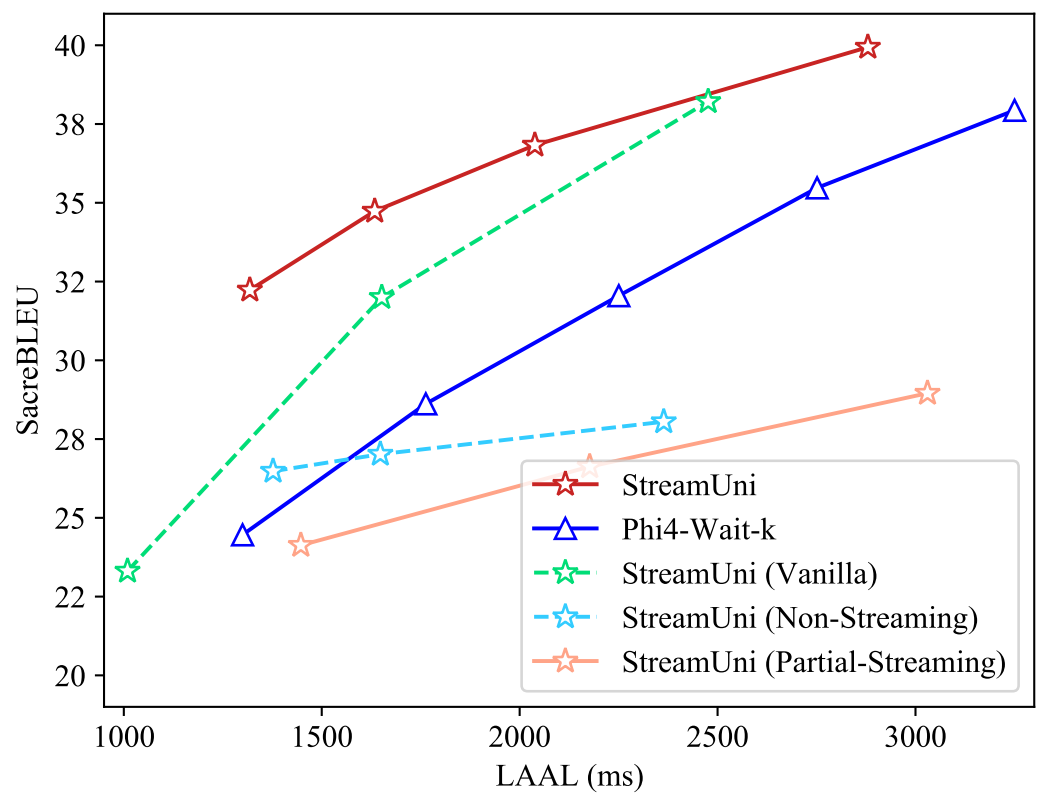 40
38
35
32
30
28
25
22
20
SacreBLEU
StreamUni
Phi4-Wait-k
StreamUni (Vanilla)
StreamUni (Non-Streaming)
StreamUni (Partial-Streaming)
1000 1500 2000 2500 3000
LAAL (ms)